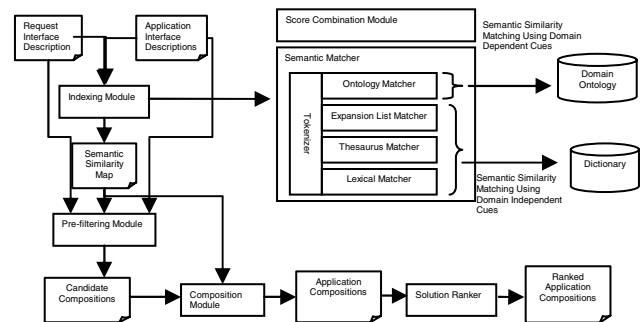 Request
Interface
Description
Application
Interface
Descriptions
Score Combination Module
Semantic Similarity
Matching Using Domain
Dependent Cues
Semantic Matcher
Tokenizer
Ontology Matcher
Expansion List Matcher
Thesaurus Matcher
Lexical Matcher
Domain
Ontology
Dictionary
Semantic Similarity
Matching Using
Domain Independent
Cues
Indexing Module
Semantic
Similarity
Map
Pre-filtering Module
Candidate
Compositions
Composition
Module
Application
Compositions
Solution Ranker
Ranked
Application
Compositions